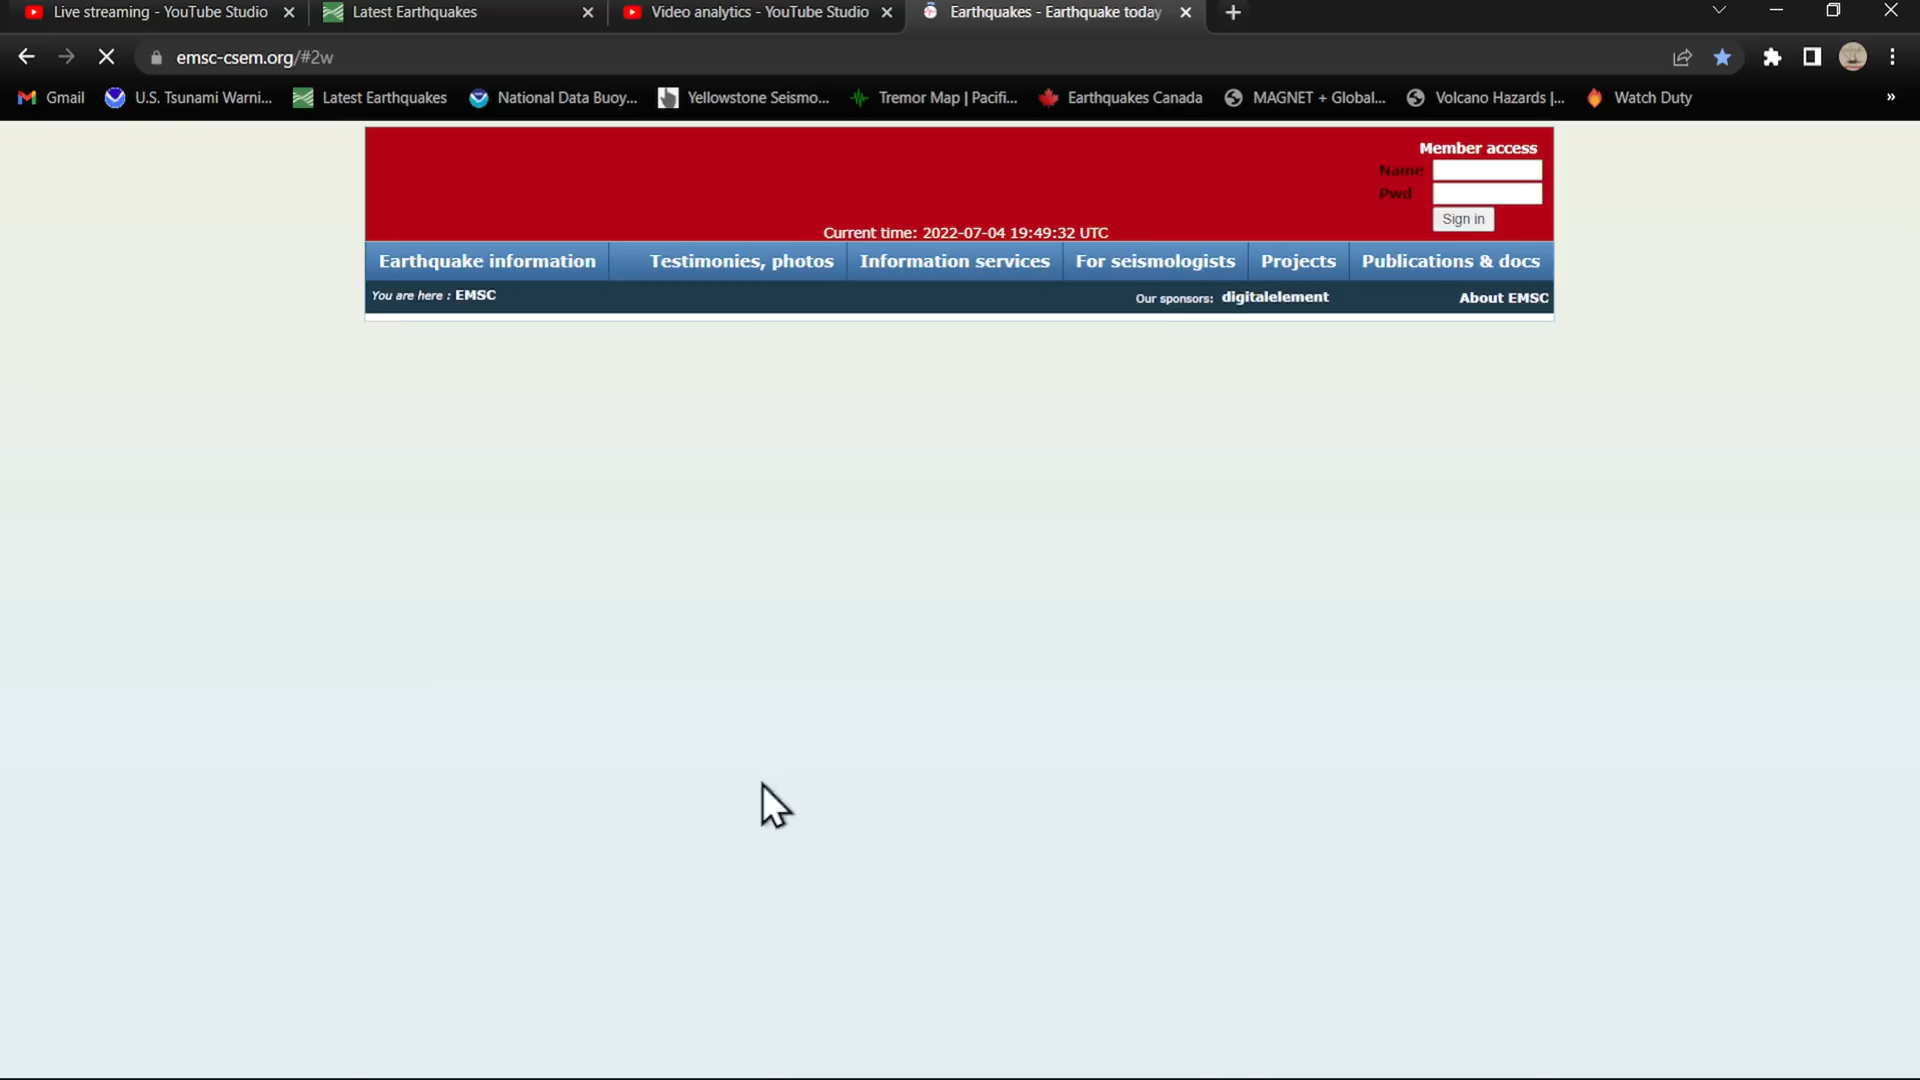 Live streaming - YouTube Studio
Latest Earthquakes
Video analytics - YouTube Studio
Earthquakes - Earthquake today
emsc-csem.org/#2w
Gmail
U.S. Tsunami Warni...
Latest Earthquakes
National Data Buoy...
Yellowstone Seismo...
Tremor Map | Pacifi...
Earthquakes Canada
MAGNET + Global...
Volcano Hazards |...
Watch Duty
»
Member access
Name
Pwd
Sign in
Current time: 2022-07-04 19:49:32 UTC
Earthquake information
Testimonies, photos
Information services
For seismologists
Projects
Publications & docs
You are here : EMSC
Our sponsors: digitalelement
About EMSC